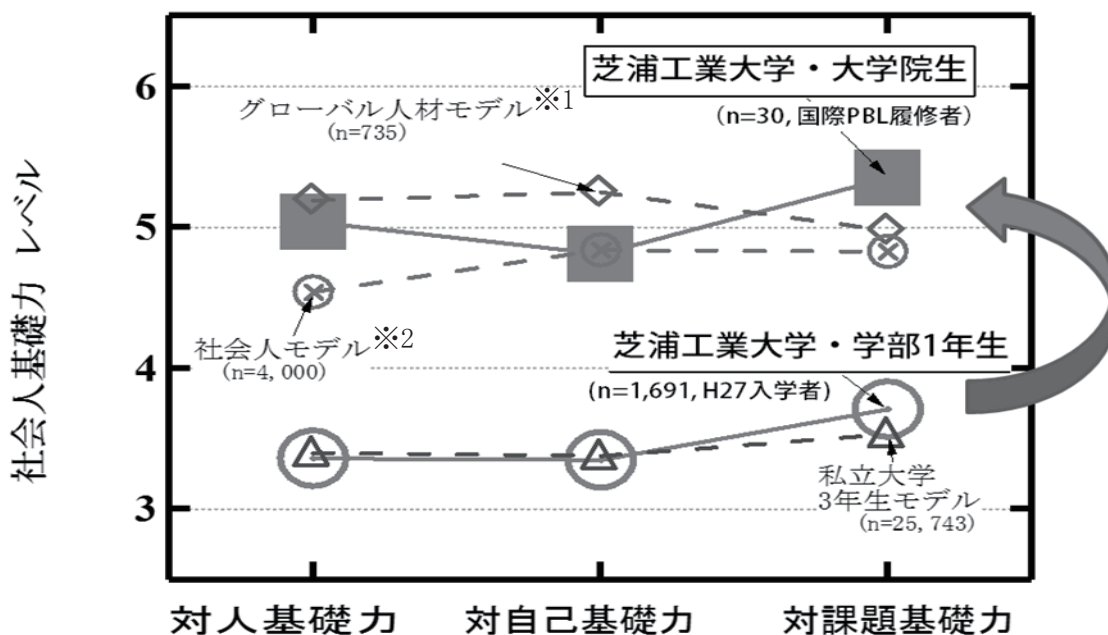 芝浦工業大学・大学院生
(n=30, 国際PBL履修者)
グローバル人材モデル※1
(n=735)
6
5
4
3
社会人基礎力 レベル
社会人モデル※2
(n=4,000)
芝浦工業大学・学部1年生
(n=1,691, H27入学者)
私立大学
3年生モデル
(n=25,743)
対人基礎力
対自己基礎力
対課題基礎力